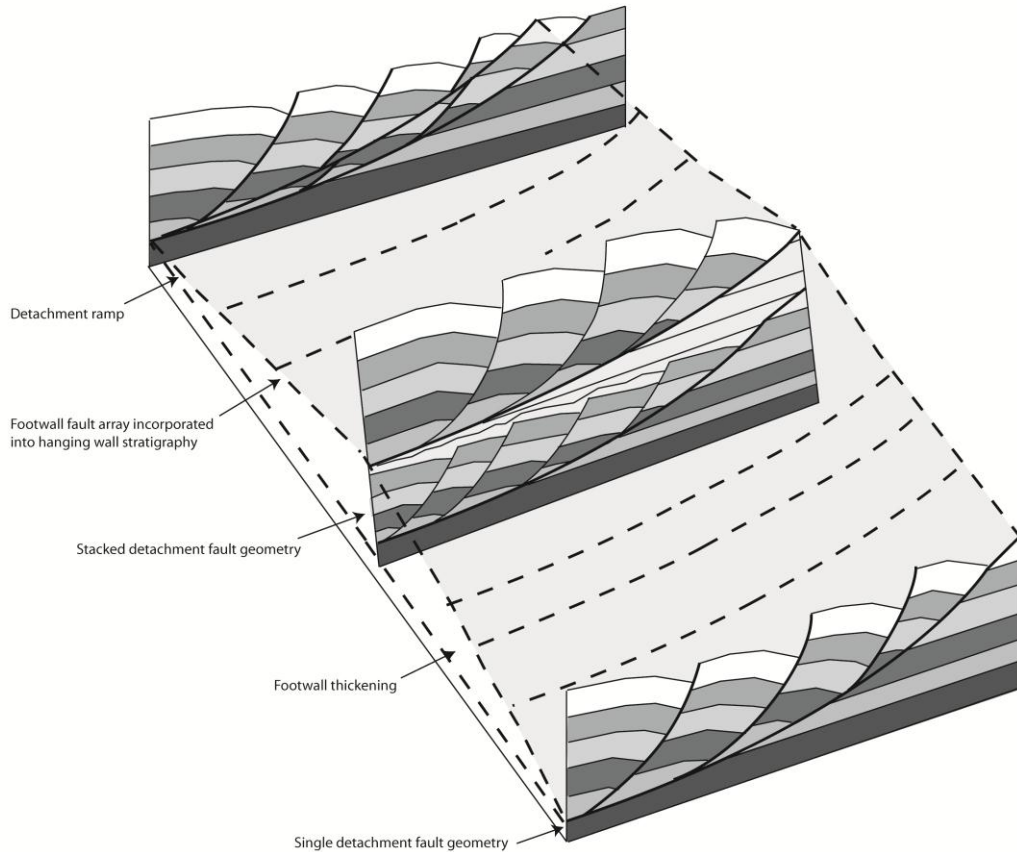 Detachment ramp
Footwall fault array incorporated
into hanging wall stratigraphy
Stacked detachment fault geometry
Footwall thickening
Single detachment fault geometry